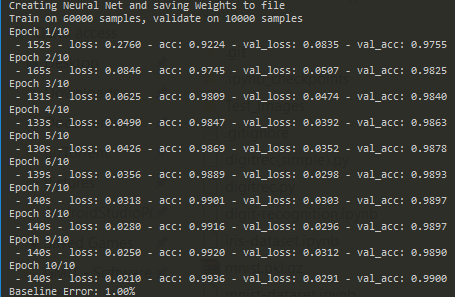 Creating Neural Net and saving Weights to file
Train on 60000 samples, validate on 10000 samples
Epoch 1/10
 - 152s - loss: 0.2760 - acc: 0.9224 - val_loss: 0.0835 - val_acc: 0.9755
Epoch 2/10
 - 165s - loss: 0.0846 - acc: 0.9745 - val_loss: 0.0507 - val_acc: 0.9825
Epoch 3/10
 - 131s - loss: 0.0625 - acc: 0.9809 - val_loss: 0.0474 - val_acc: 0.9840
Epoch 4/10
 - 133s - loss: 0.0490 - acc: 0.9847 - val_loss: 0.0392 - val_acc: 0.9863
Epoch 5/10
 - 130s - loss: 0.0426 - acc: 0.9869 - val_loss: 0.0352 - val_acc: 0.9878
Epoch 6/10
 - 139s - loss: 0.0356 - acc: 0.9889 - val_loss: 0.0298 - val_acc: 0.9893
Epoch 7/10
 - 140s - loss: 0.0318 - acc: 0.9901 - val_loss: 0.0303 - val_acc: 0.9897
Epoch 8/10
 - 140s - loss: 0.0280 - acc: 0.9916 - val_loss: 0.0296 - val_acc: 0.9897
Epoch 9/10
 - 140s - loss: 0.0250 - acc: 0.9920 - val_loss: 0.0312 - val_acc: 0.9890
Epoch 10/10
 - 140s - loss: 0.0210 - acc: 0.9936 - val_loss: 0.0291 - val_acc: 0.9900
Baseline Error: 1.00%